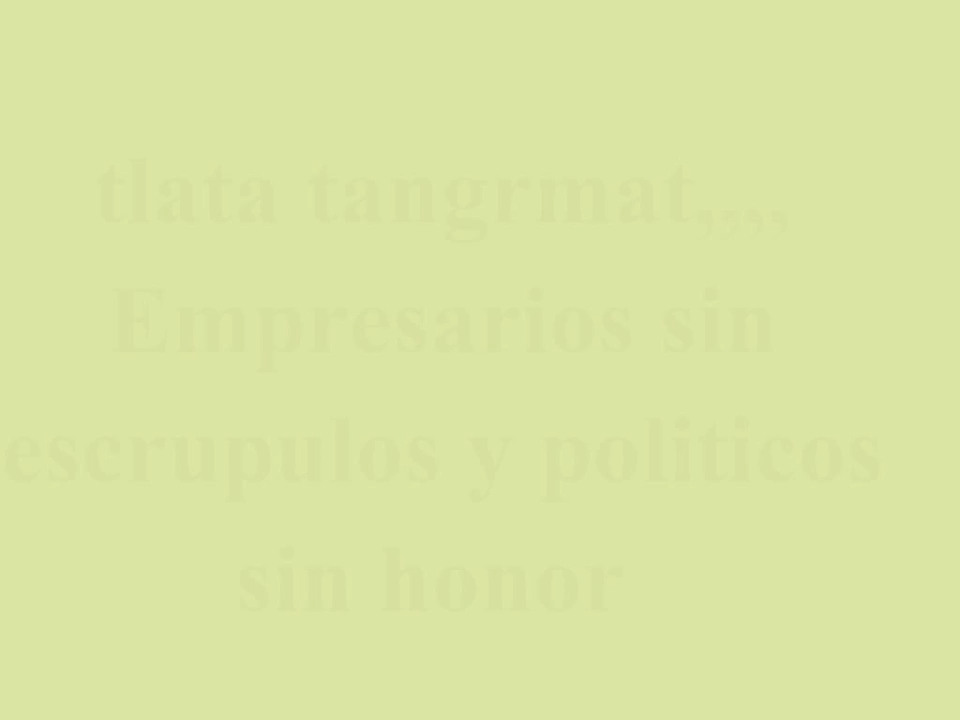 tlata tangrmat,,,,
Empresarios sin
escrupulos y politicos
sin honor